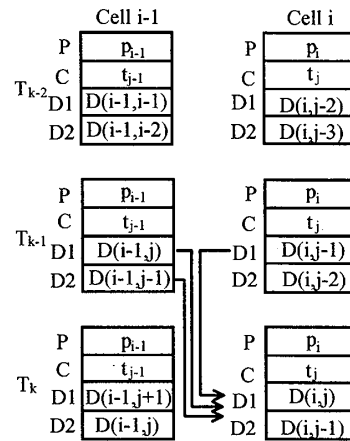 Cell i-1 Cell i
P p_{i-1} P p_i
C t_{j-1} C t_j
T_{k-2} D1 D(i-1,i-1) D1 D(i,j-2)
D2 D(i-1,i-2) D2 D(i,j-3)
P p_{i-1} P p_i
C t_{j-1} C t_j
T_{k-1} D1 D(i-1,j) D1 D(i,j-1)
D2 D(i-1,j-1) D2 D(i,j-2)
P p_{i-1} P p_i
C t_{j-1} C t_j
T_k D1 D(i-1,j+1) D1 D(i,j)
D2 D(i-1,j) D2 D(i,j-1)